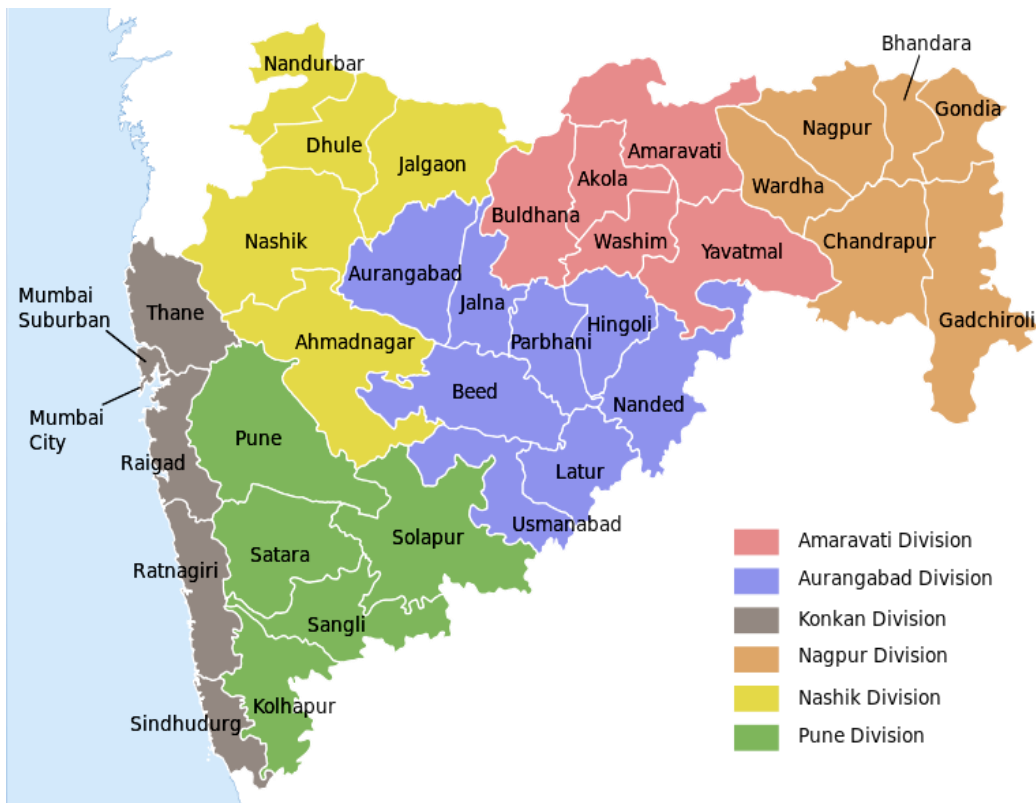 Bhandara
Nandurbar
Gondia
Nagpur
Dhule
Amaravati
Jalgaon
Akola
Wardha
Buldhana
Nashik
Washim
Chandrapur
Yavatmal
Aurangabad
Mumbai
Suburban
Jalna
Thane
Hingoli
Gadchiroli
Ahmadnagar
Parbhani
Beed
Nanded
Mumbai
City
Pune
Raigad
Latur
Usmanabad
Solapur
Satara
Ratnagiri
Sangli
Kolhapur
Sindhudurg
Amaravati Division
Aurangabad Division
Konkan Division
Nagpur Division
Nashik Division
Pune Division